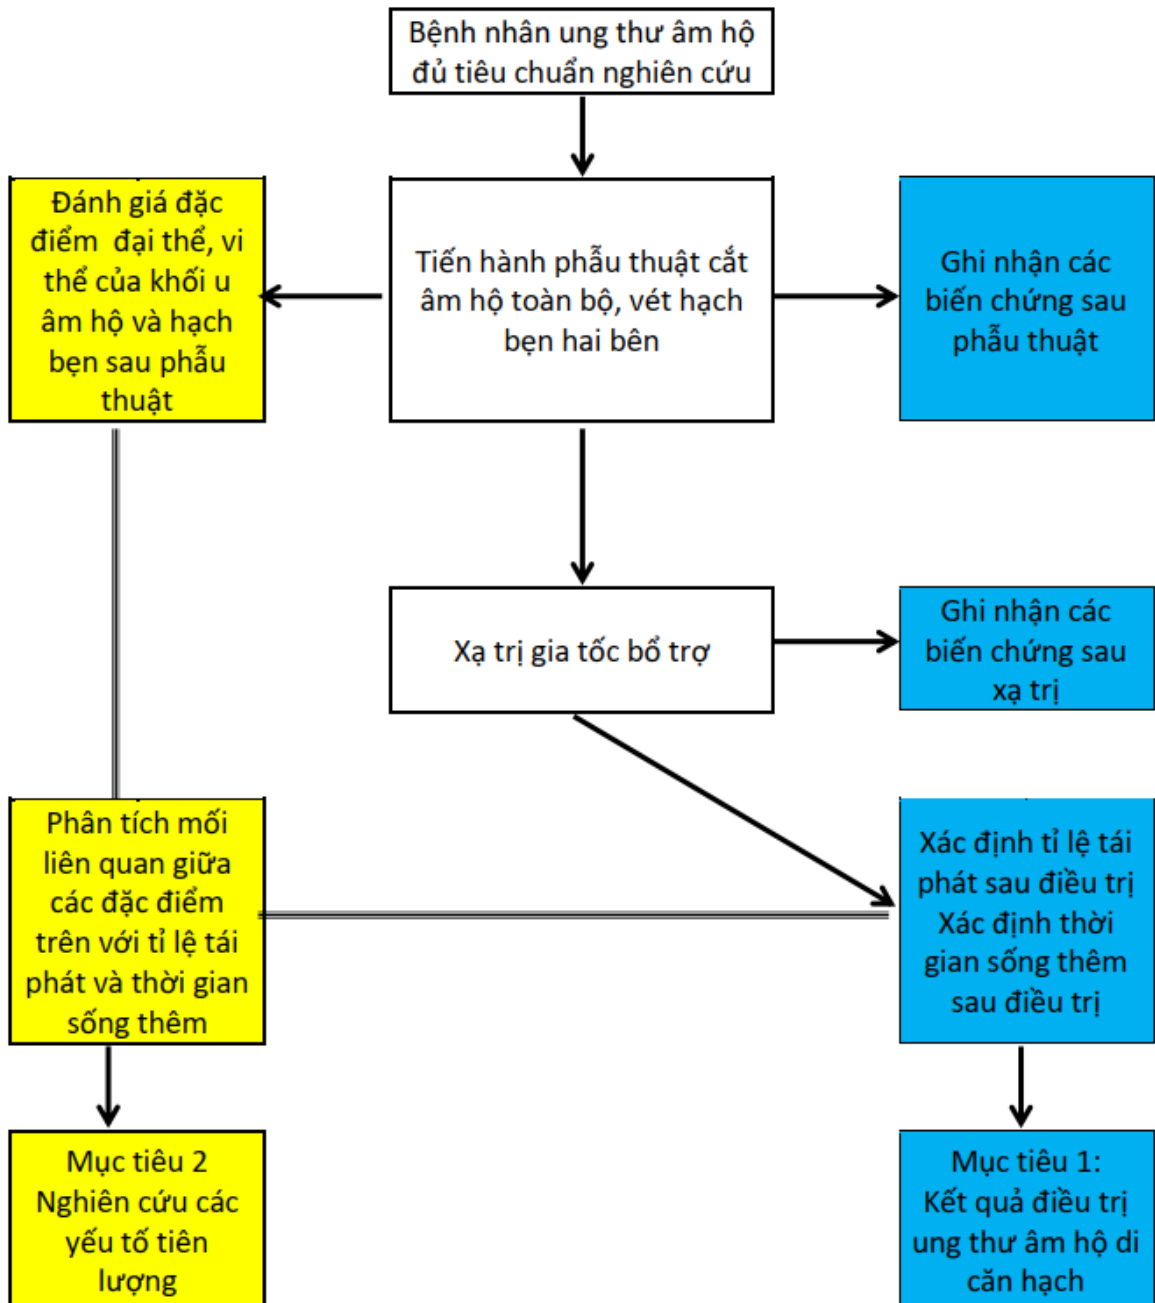 Bệnh nhân ung thư âm hộ
đủ tiêu chuẩn nghiên cứu
Đánh giá đặc
điểm đại thể, vi
thể của khối u
âm hộ và hạch
bẹn sau phẫu
thuật
Tiến hành phẫu thuật cắt
âm hộ toàn bộ, vét hạch
bẹn hai bên
Ghi nhận các
biến chứng sau
phẫu thuật
Xạ trị gia tốc bổ trợ
Ghi nhận các
biến chứng sau
xạ trị
Phân tích mối
liên quan giữa
các đặc điểm
trên với tỉ lệ tái
phát và thời gian
sống thêm
Xác định tỉ lệ tái
phát sau điều trị
Xác định thời
gian sống thêm
sau điều trị
Mục tiêu 2
Nghiên cứu các
yếu tố tiên
lượng
Mục tiêu 1:
Kết quả điều trị
ung thư âm hộ di
căn hạch